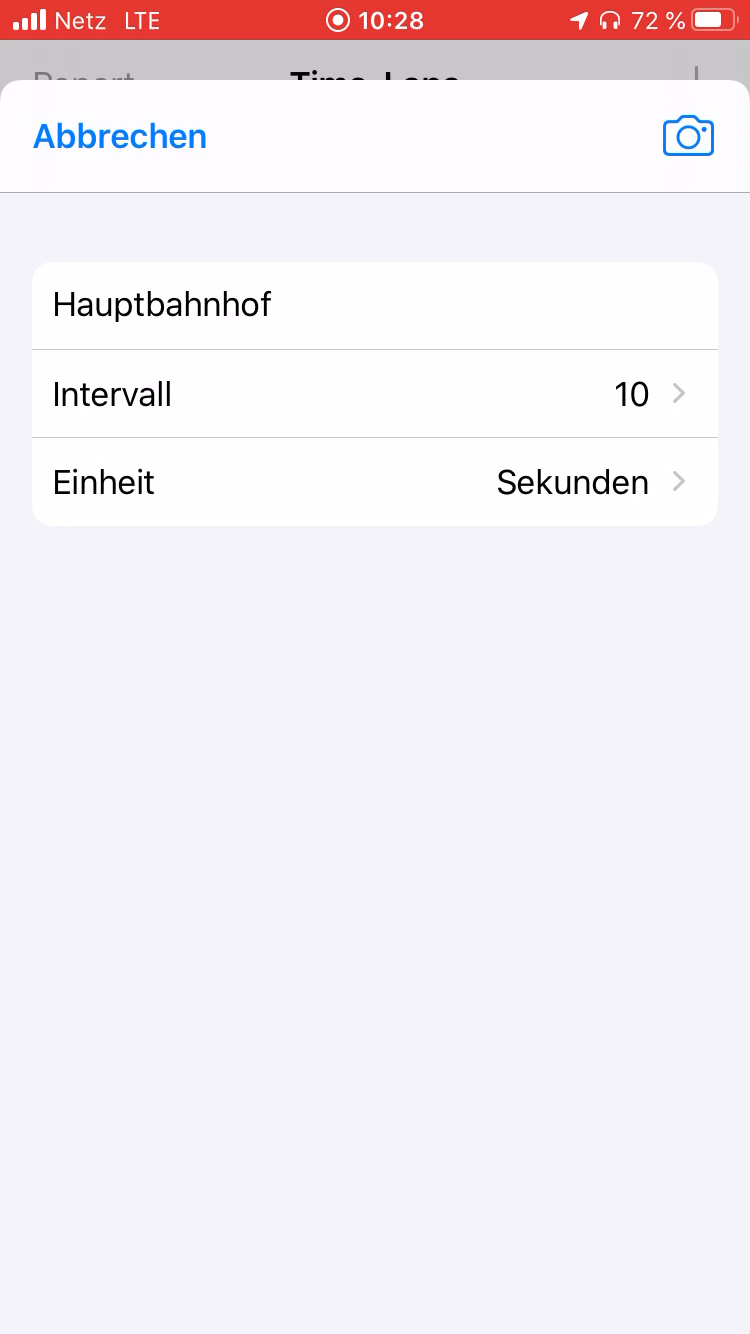 Netz LTE 10:28 72 %
Abbrechen
Hauptbahnhof
Intervall 10
Einheit Sekunden